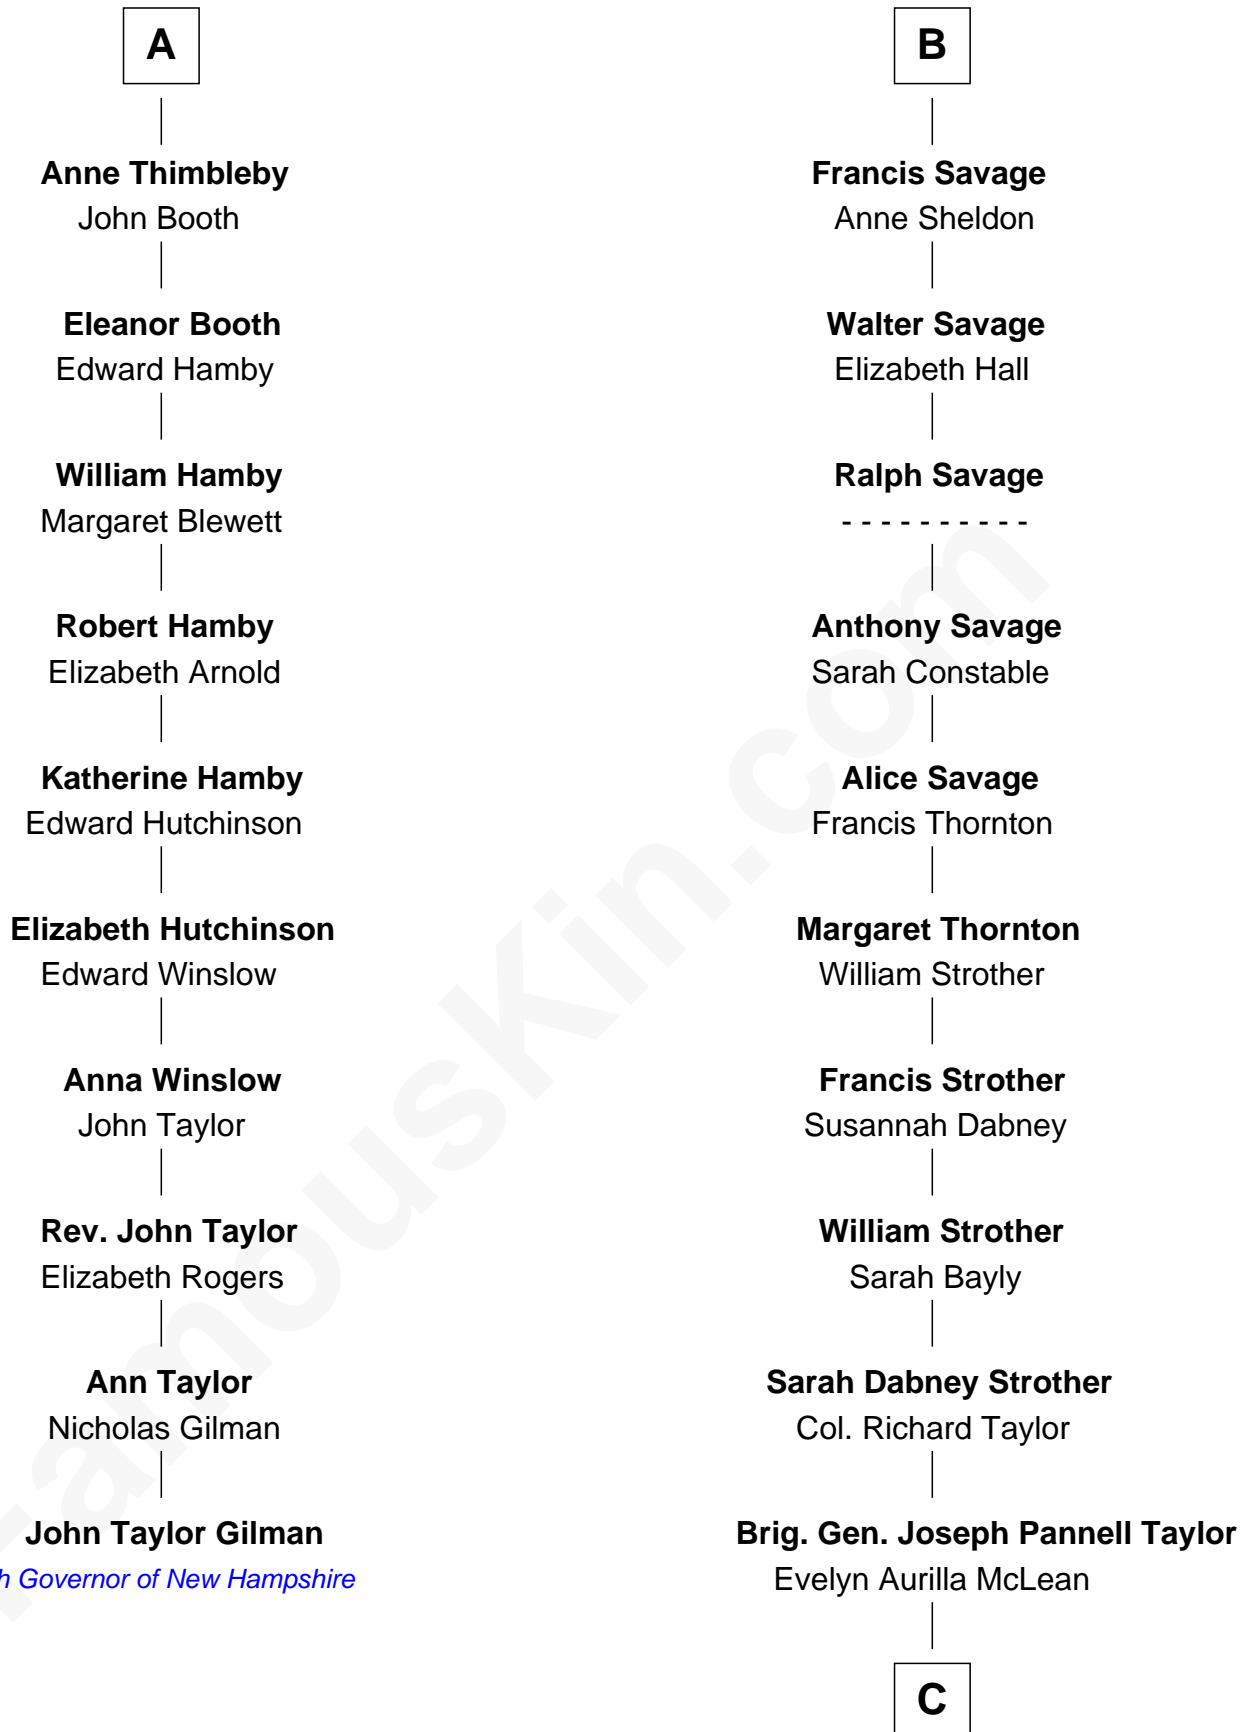 A
Anne Thimbleby
John Booth
Eleanor Booth
Edward Hamby
William Hamby
Margaret Blewett
Robert Hamby
Elizabeth Arnold
Katherine Hamby
Edward Hutchinson
Elizabeth Hutchinson
Edward Winslow
Anna Winslow
John Taylor
Rev. John Taylor
Elizabeth Rogers
Ann Taylor
Nicholas Gilman
John Taylor Gilman
h Governor of New Hampshire
B
Francis Savage
Anne Sheldon
Walter Savage
Elizabeth Hall
Ralph Savage
- - - - - - - - - -
Anthony Savage
Sarah Constable
Alice Savage
Francis Thornton
Margaret Thornton
William Strother
Francis Strother
Susannah Dabney
William Strother
Sarah Bayly
Sarah Dabney Strother
Col. Richard Taylor
Brig. Gen. Joseph Pannell Taylor
Evelyn Aurilla McLean
C
FamousKin.com